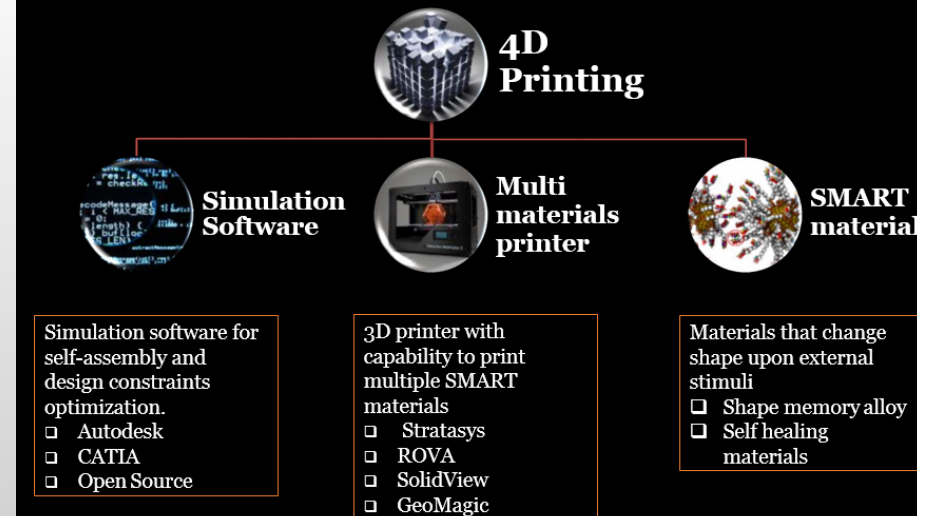 4D
Printing
Simulation
Software
Multi
materials
printer
SMART
material
Simulation software for
self-assembly and
design constraints
optimization.
❑ Autodesk
❑ CATIA
❑ Open Source
3D printer with
capability to print
multiple SMART
materials
❑ Stratasys
❑ ROVA
❑ SolidView
❑ GeoMagic
Materials that change
shape upon external
stimuli
❑ Shape memory alloy
❑ Self healing
materials